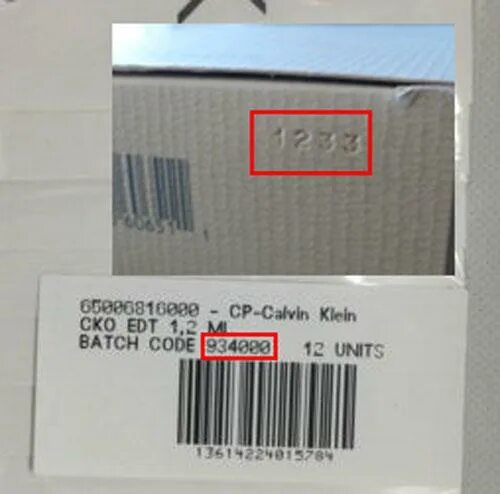 1233
65006816000 - CP-Calvin Klein
CKO EDT 1,2 ML
BATCH CODE 934000 12 UNITS
13614224015784